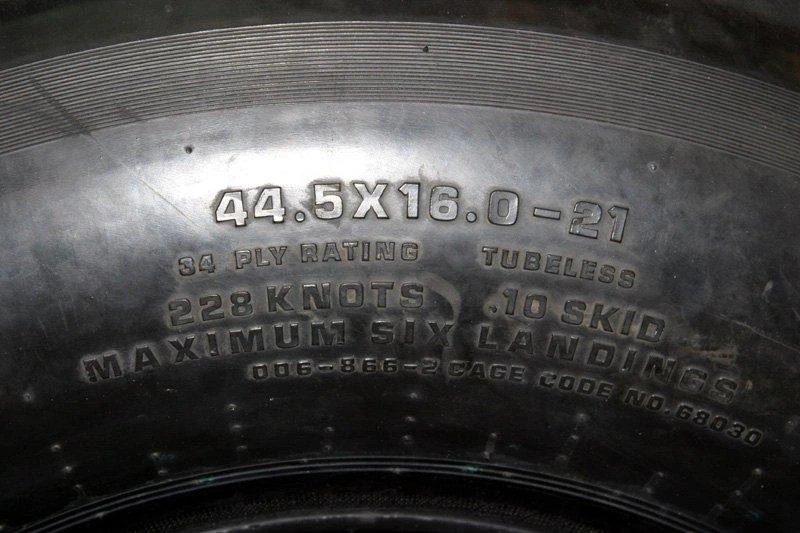 44.5X16.0-21
34 PLY RATING TUBELESS
228 KNOTS .10 SKID
MAXIMUM SIX LANDINGS
006-866-2 CAGE CODE NO.68030